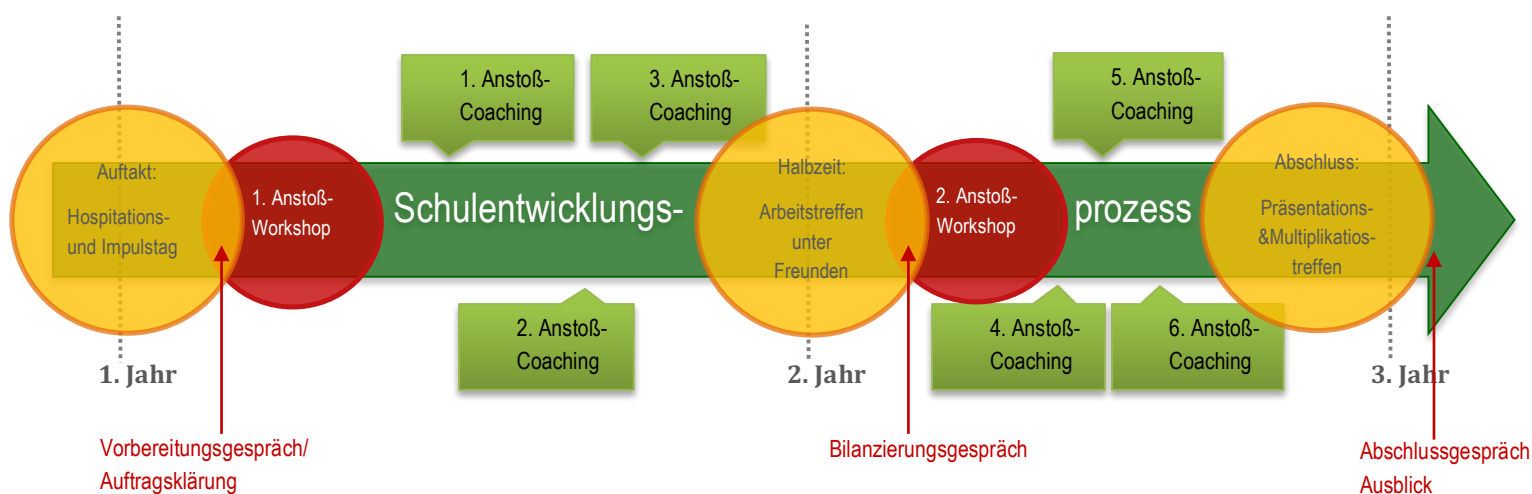 1. Anstoß-
Coaching
3. Anstoß-
Coaching
5. Anstoß-
Coaching
Auftakt:
Hospitations-
und Impulstag
1. Anstoß-
Workshop
Schulentwicklungs-
Halbzeit:
Arbeitstreffen
unter
Freunden
2. Anstoß-
Workshop
prozess
Abschluss:
Präsentations-
&Multiplikatios-
treffen
2. Anstoß-
Coaching
4. Anstoß-
Coaching
6. Anstoß-
Coaching
1. Jahr
2. Jahr
3. Jahr
Vorbereitungsgespräch/
Auftragsklärung
Bilanzierungsgespräch
Abschlussgespräch
Ausblick